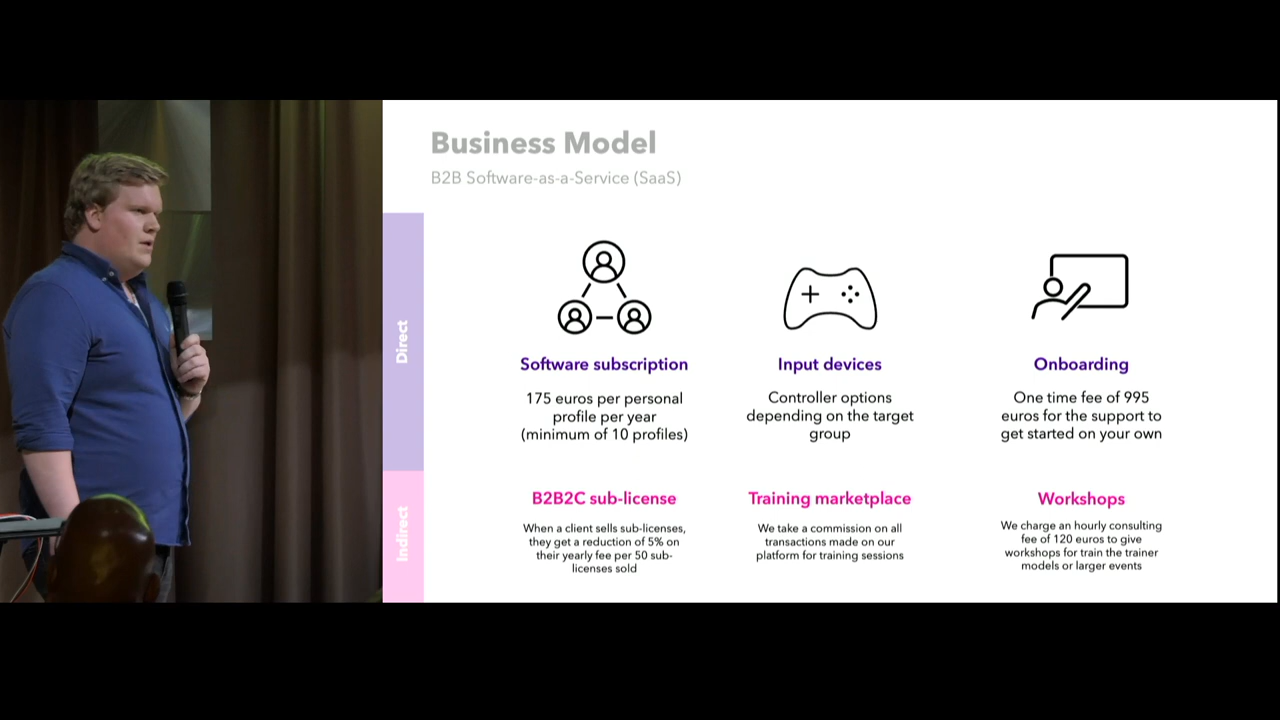 Business Model
B2B Software-as-a-Service (SaaS)
Direct
Software subscription
175 euros per personal
profile per year
(minimum of 10 profiles)
Input devices
Controller options
depending on the target
group
Onboarding
One time fee of 995
euros for the support to
get started on your own
Indirect
B2B2C sub-license
When a client sells sub-licenses,
they get a reduction of 5% on
their yearly fee per 50 sub-
licenses sold
Training marketplace
We take a commission on all
transactions made on our
platform for training sessions
Workshops
We charge an hourly consulting
fee of 120 euros to give
workshops for train the trainer
models or larger events